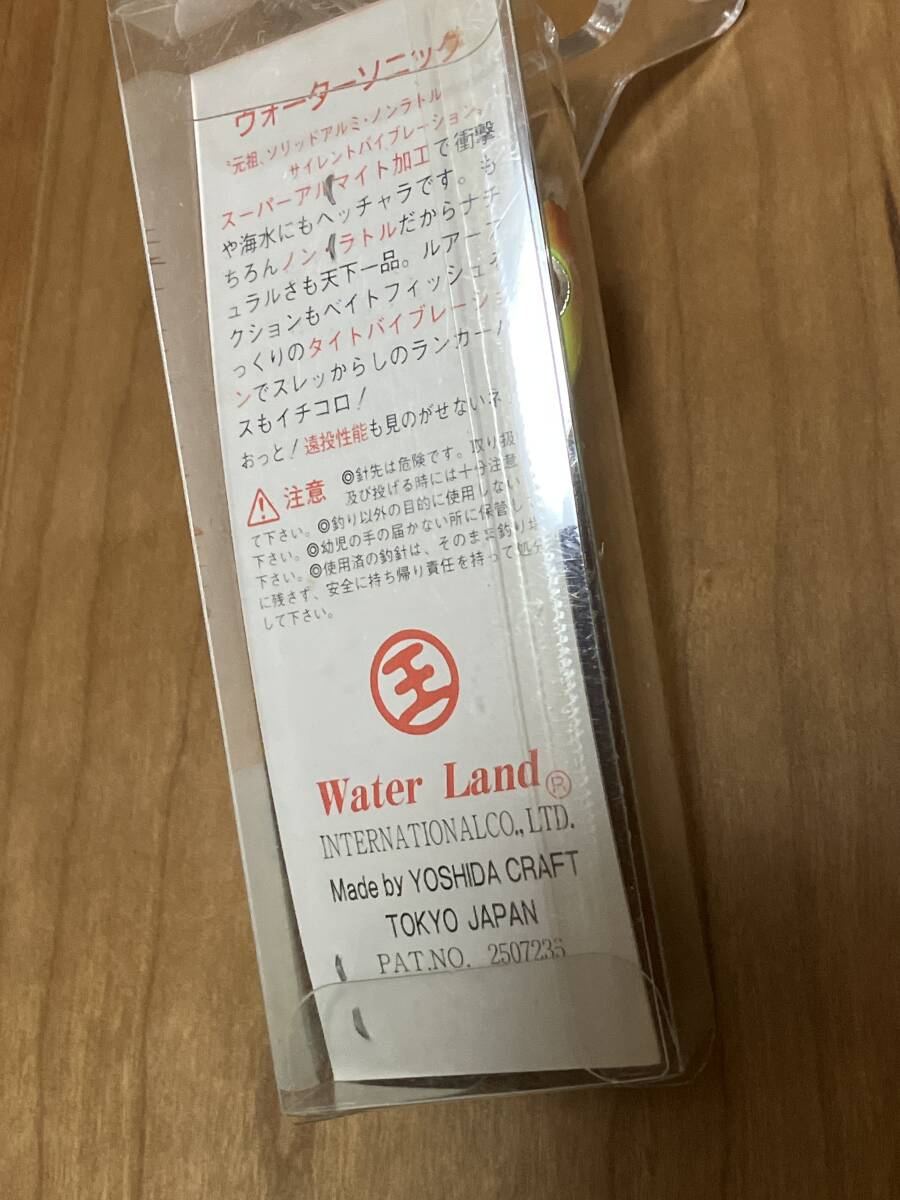 ウォーターソニック
"元祖、ソリッドアルミ・ノンラトル
サイレントバイブレーション。
スーパーアルマイト加工で衝撃
や海水にもヘッチャラです。も
ちろんノンラトルだからナチ
ュラルさも天下一品。ルアーア
クションもベイトフィッシュそ
っくりのタイトバイブレーショ
ンでスレッからしのランカーバ
スもイチコロ!
おっと!遠投性能も見のがせないネ
注意
◎針先は危険です。取り扱
及び投げる時には十分注意
て下さい。◎釣り以外の目的に使用しない
下さい。◎幼児の手の届かない所に保管し
下さい。◎使用済の釣針は、そのまま釣り場
に残さず、安全に持ち帰り責任を持って処分
して下さい。
Water Land ®
INTERNATIONALCO.,LTD.
Made by YOSHIDA CRAFT
TOKYO JAPAN
PAT.NO. 2507235